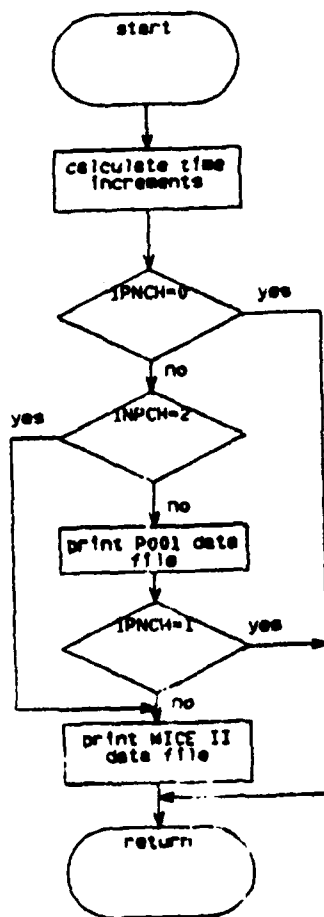 start
calculate time
increments
IPNCH=0
yes
no
yes
INPCH=2
no
print P001 data
file
IPNCH=1
yes
no
print MICE II
data file
return